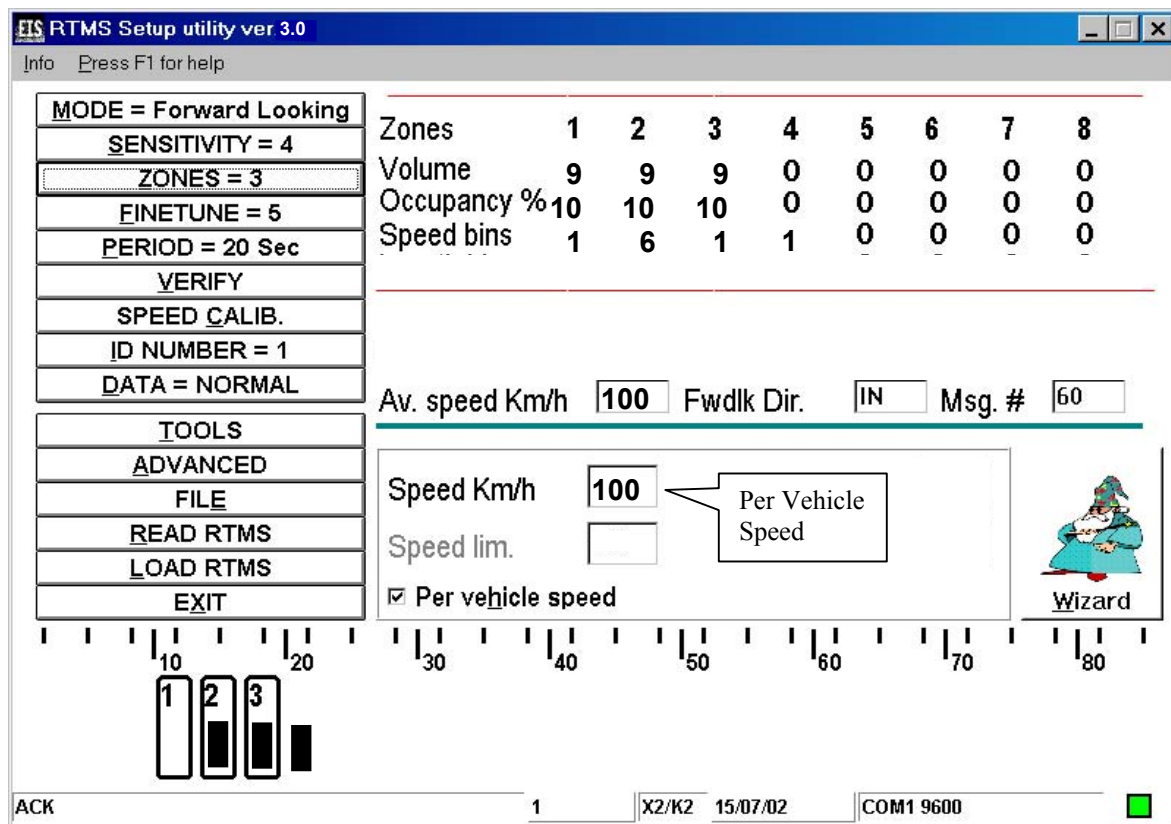 EIS RTMS Setup utility ver 3.0
Info Press F1 for help
MODE = Forward Looking
SENSITIVITY = 4
ZONES = 3
FINETUNE = 5
PERIOD = 20 Sec
VERIFY
SPEED CALIB.
ID NUMBER = 1
DATA = NORMAL
TOOLS
ADVANCED
FILE
READ RTMS
LOAD RTMS
EXIT
Zones 1 2 3 4 5 6 7 8
Volume 9 9 9 0 0 0 0 0
Occupancy % 10 10 10 0 0 0 0 0
Speed bins 1 6 1 1 0 0 0 0
Av. speed Km/h 100 Fwdlk Dir. IN Msg. # 60
Speed Km/h 100
Per Vehicle
Speed
Speed lim.
Per vehicle speed
Wizard
10 20 30 40 50 60 70 80
1 2 3
ACK 1 X2/K2 15/07/02 COM1 9600